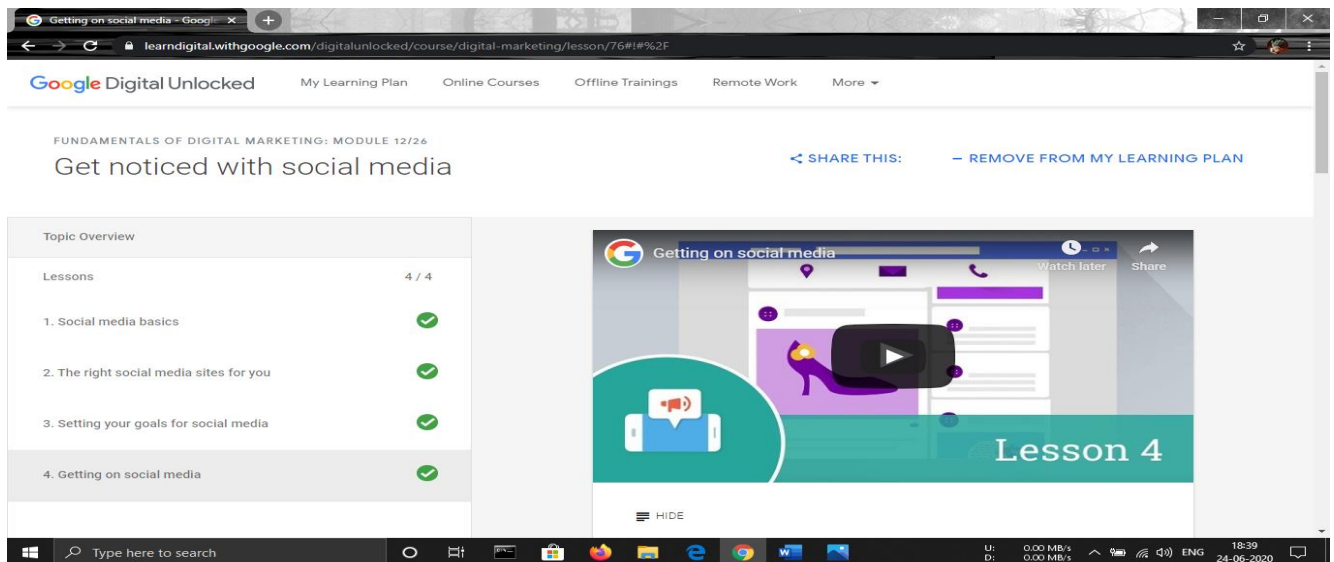 Getting on social media - Googl
learndigital.withgoogle.com/digitalunlocked/course/digital-marketing/lesson/76#!#%2F
Google Digital Unlocked My Learning Plan Online Courses Offline Trainings Remote Work More
FUNDAMENTALS OF DIGITAL MARKETING: MODULE 12/26
Get noticed with social media
SHARE THIS: – REMOVE FROM MY LEARNING PLAN
Topic Overview
Lessons 4 / 4
1. Social media basics
2. The right social media sites for you
3. Setting your goals for social media
4. Getting on social media
Getting on social media
Watch later Share
Lesson 4
HIDE
Type here to search
U: 0.00 MB/s
D: 0.00 MB/s
ENG
18:39
24-06-2020